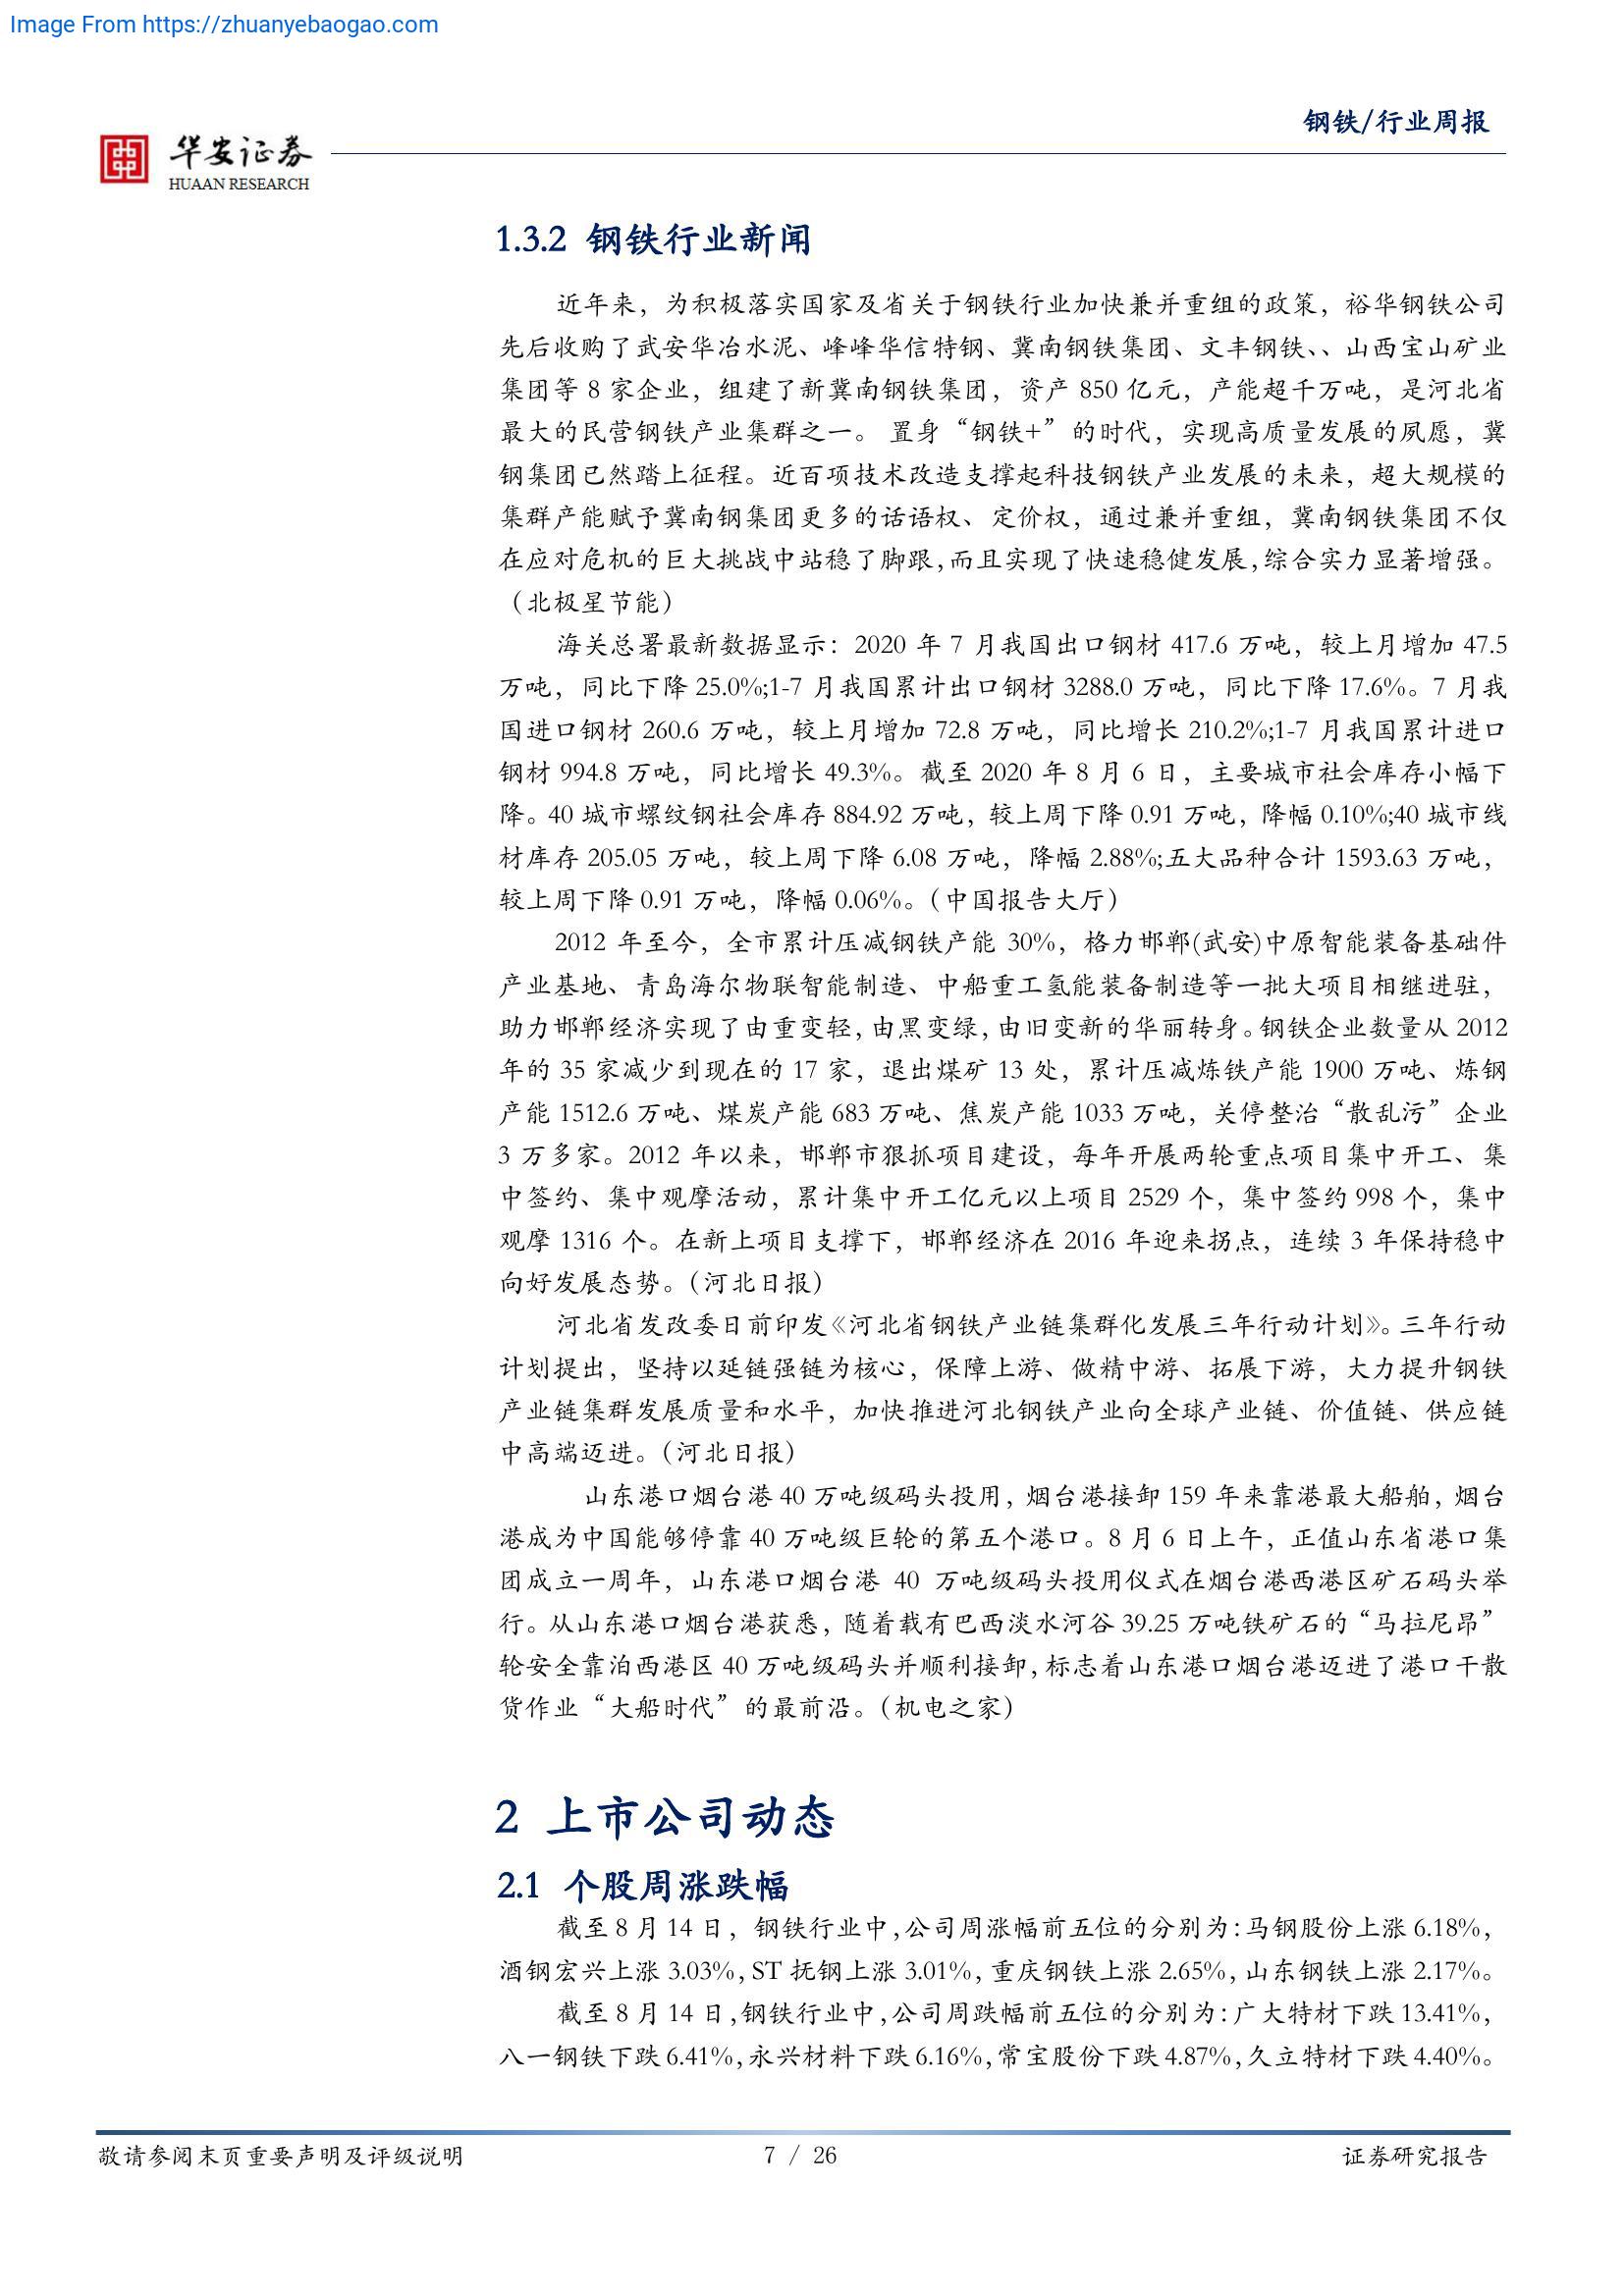 Image From https://zhuanyebaogao.com
钢铁/行业周报
华安证券
HUAAN RESEARCH
1.3.2 钢铁行业新闻
近年来，为积极落实国家及省关于钢铁行业加快兼并重组的政策，裕华钢铁公司
先后收购了武安华冶水泥、峰峰华信特钢、冀南钢铁集团、文丰钢铁、、山西宝山矿业
集团等 8 家企业，组建了新冀南钢铁集团，资产 850 亿元，产能超千万吨，是河北省
最大的民营钢铁产业集群之一。 置身“钢铁+”的时代，实现高质量发展的夙愿，冀
钢集团已然踏上征程。近百项技术改造支撑起科技钢铁产业发展的未来，超大规模的
集群产能赋予冀南钢集团更多的话语权、定价权，通过兼并重组，冀南钢铁集团不仅
在应对危机的巨大挑战中站稳了脚跟,而且实现了快速稳健发展,综合实力显著增强。
（北极星节能）
海关总署最新数据显示：2020 年 7 月我国出口钢材 417.6 万吨，较上月增加 47.5
万吨，同比下降 25.0%;1-7 月我国累计出口钢材 3288.0 万吨，同比下降 17.6%。7 月我
国进口钢材 260.6 万吨，较上月增加 72.8 万吨，同比增长 210.2%;1-7 月我国累计进口
钢材 994.8 万吨，同比增长 49.3%。截至 2020 年 8 月 6 日，主要城市社会库存小幅下
降。40 城市螺纹钢社会库存 884.92 万吨，较上周下降 0.91 万吨，降幅 0.10%;40 城市线
材库存 205.05 万吨，较上周下降 6.08 万吨，降幅 2.88%;五大品种合计 1593.63 万吨，
较上周下降 0.91 万吨，降幅 0.06%。（中国报告大厅）
2012 年至今，全市累计压减钢铁产能 30%，格力邯郸(武安)中原智能装备基础件
产业基地、青岛海尔物联智能制造、中船重工氢能装备制造等一批大项目相继进驻，
助力邯郸经济实现了由重变轻,由黑变绿,由旧变新的华丽转身。钢铁企业数量从 2012
年的 35 家减少到现在的 17 家，退出煤矿 13 处，累计压减炼铁产能 1900 万吨、炼钢
产能 1512.6 万吨、煤炭产能 683 万吨、焦炭产能 1033 万吨，关停整治“散乱污”企业
3 万多家。2012 年以来，邯郸市狠抓项目建设，每年开展两轮重点项目集中开工、集
中签约、集中观摩活动，累计集中开工亿元以上项目 2529 个，集中签约 998 个，集中
观摩 1316 个。在新上项目支撑下，邯郸经济在 2016 年迎来拐点，连续 3 年保持稳中
向好发展态势。（河北日报）
河北省发改委日前印发《河北省钢铁产业链集群化发展三年行动计划》。三年行动
计划提出，坚持以延链强链为核心，保障上游、做精中游、拓展下游，大力提升钢铁
产业链集群发展质量和水平，加快推进河北钢铁产业向全球产业链、价值链、供应链
中高端迈进。（河北日报）
山东港口烟台港 40 万吨级码头投用，烟台港接卸 159 年来靠港最大船舶，烟台
港成为中国能够停靠 40 万吨级巨轮的第五个港口。8 月 6 日上午，正值山东省港口集
团成立一周年，山东港口烟台港 40 万吨级码头投用仪式在烟台港西港区矿石码头举
行。从山东港口烟台港获悉，随着载有巴西淡水河谷 39.25 万吨铁矿石的“马拉尼昂”
轮安全靠泊西港区 40 万吨级码头并顺利接卸,标志着山东港口烟台港迈进了港口干散
货作业“大船时代”的最前沿。（机电之家）
2 上市公司动态
2.1 个股周涨跌幅
截至 8 月 14 日，钢铁行业中,公司周涨幅前五位的分别为：马钢股份上涨 6.18%，
酒钢宏兴上涨 3.03%，ST 抚钢上涨 3.01%，重庆钢铁上涨 2.65%，山东钢铁上涨 2.17%。
截至 8 月 14 日,钢铁行业中,公司周跌幅前五位的分别为：广大特材下跌 13.41%，
八一钢铁下跌 6.41%,永兴材料下跌 6.16%,常宝股份下跌 4.87%,久立特材下跌 4.40%。
敬请参阅末页重要声明及评级说明
7 / 26
证券研究报告